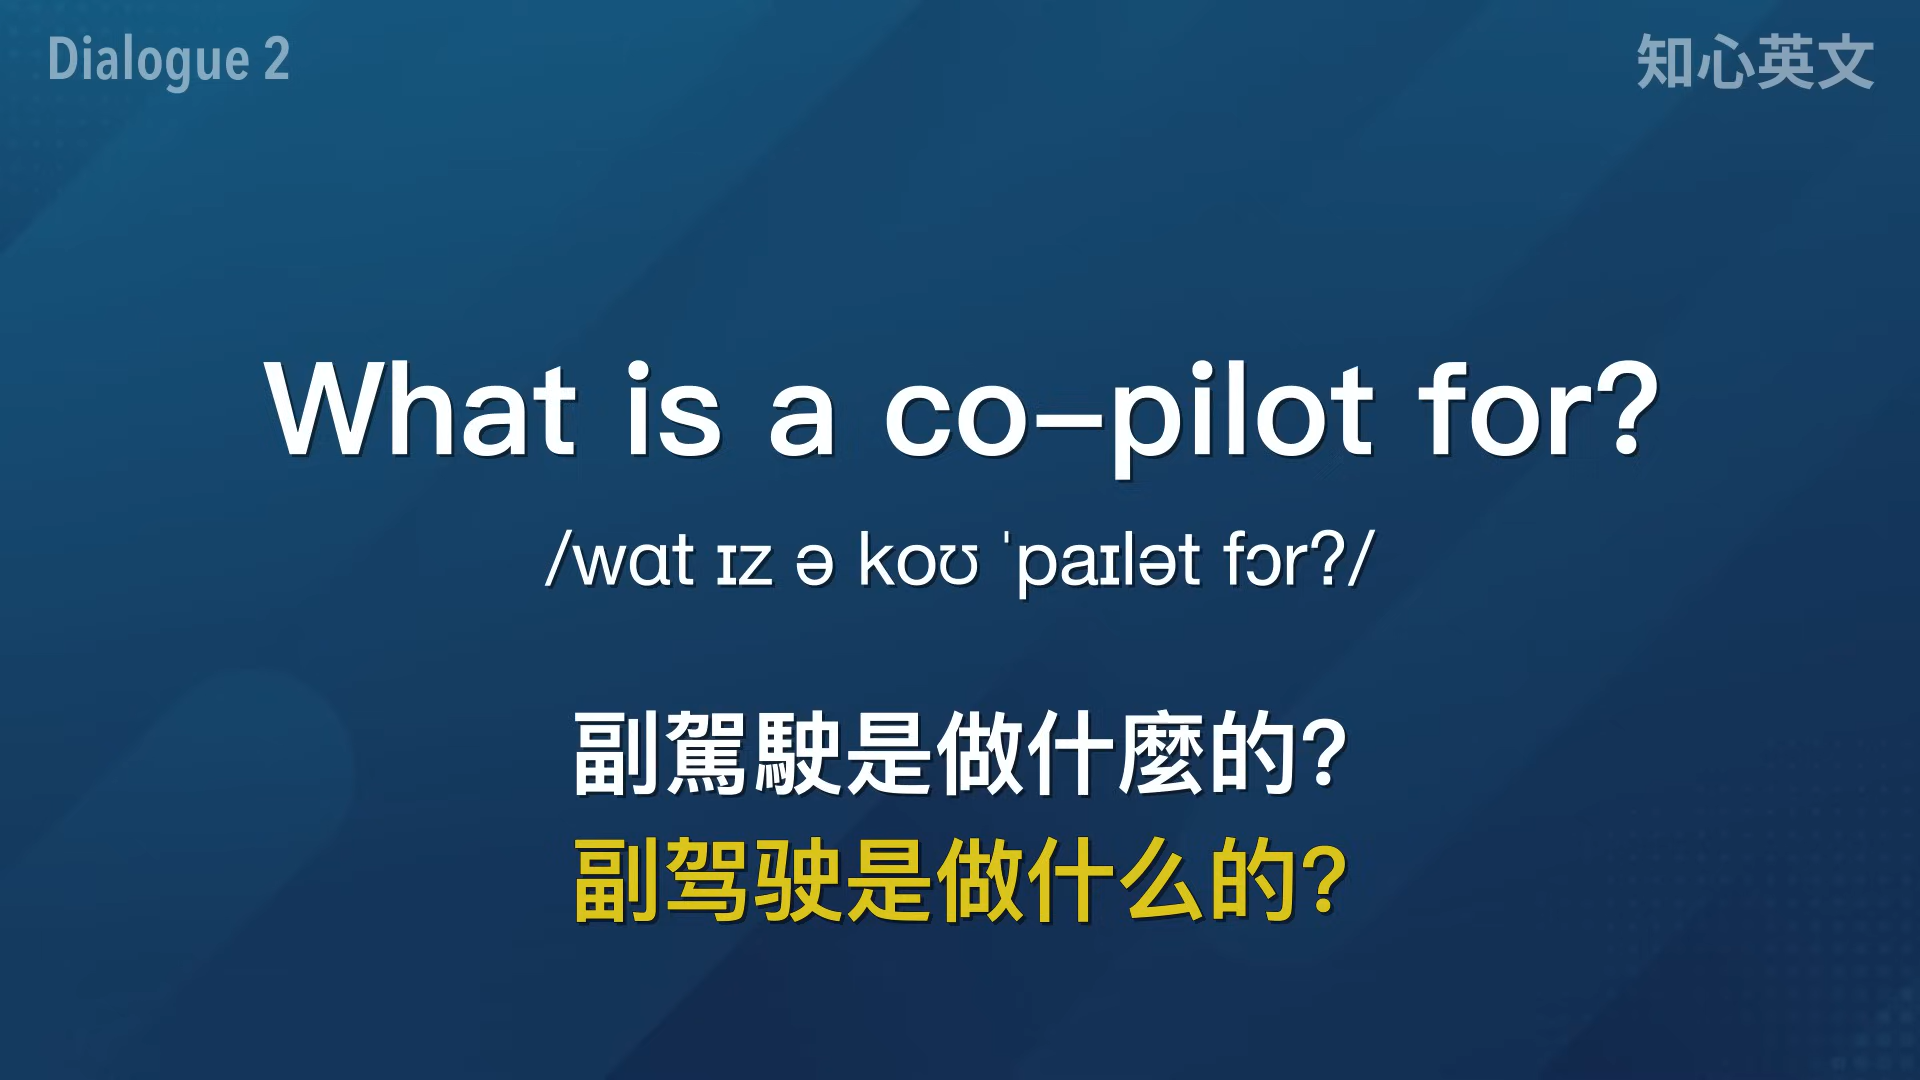 Dialogue 2
知心英文
What is a co-pilot for?
/wɑt ɪz ə koʊ ˈpaɪlət fɔr?/
副駕駛是做什麼的?
副驾驶是做什么的?